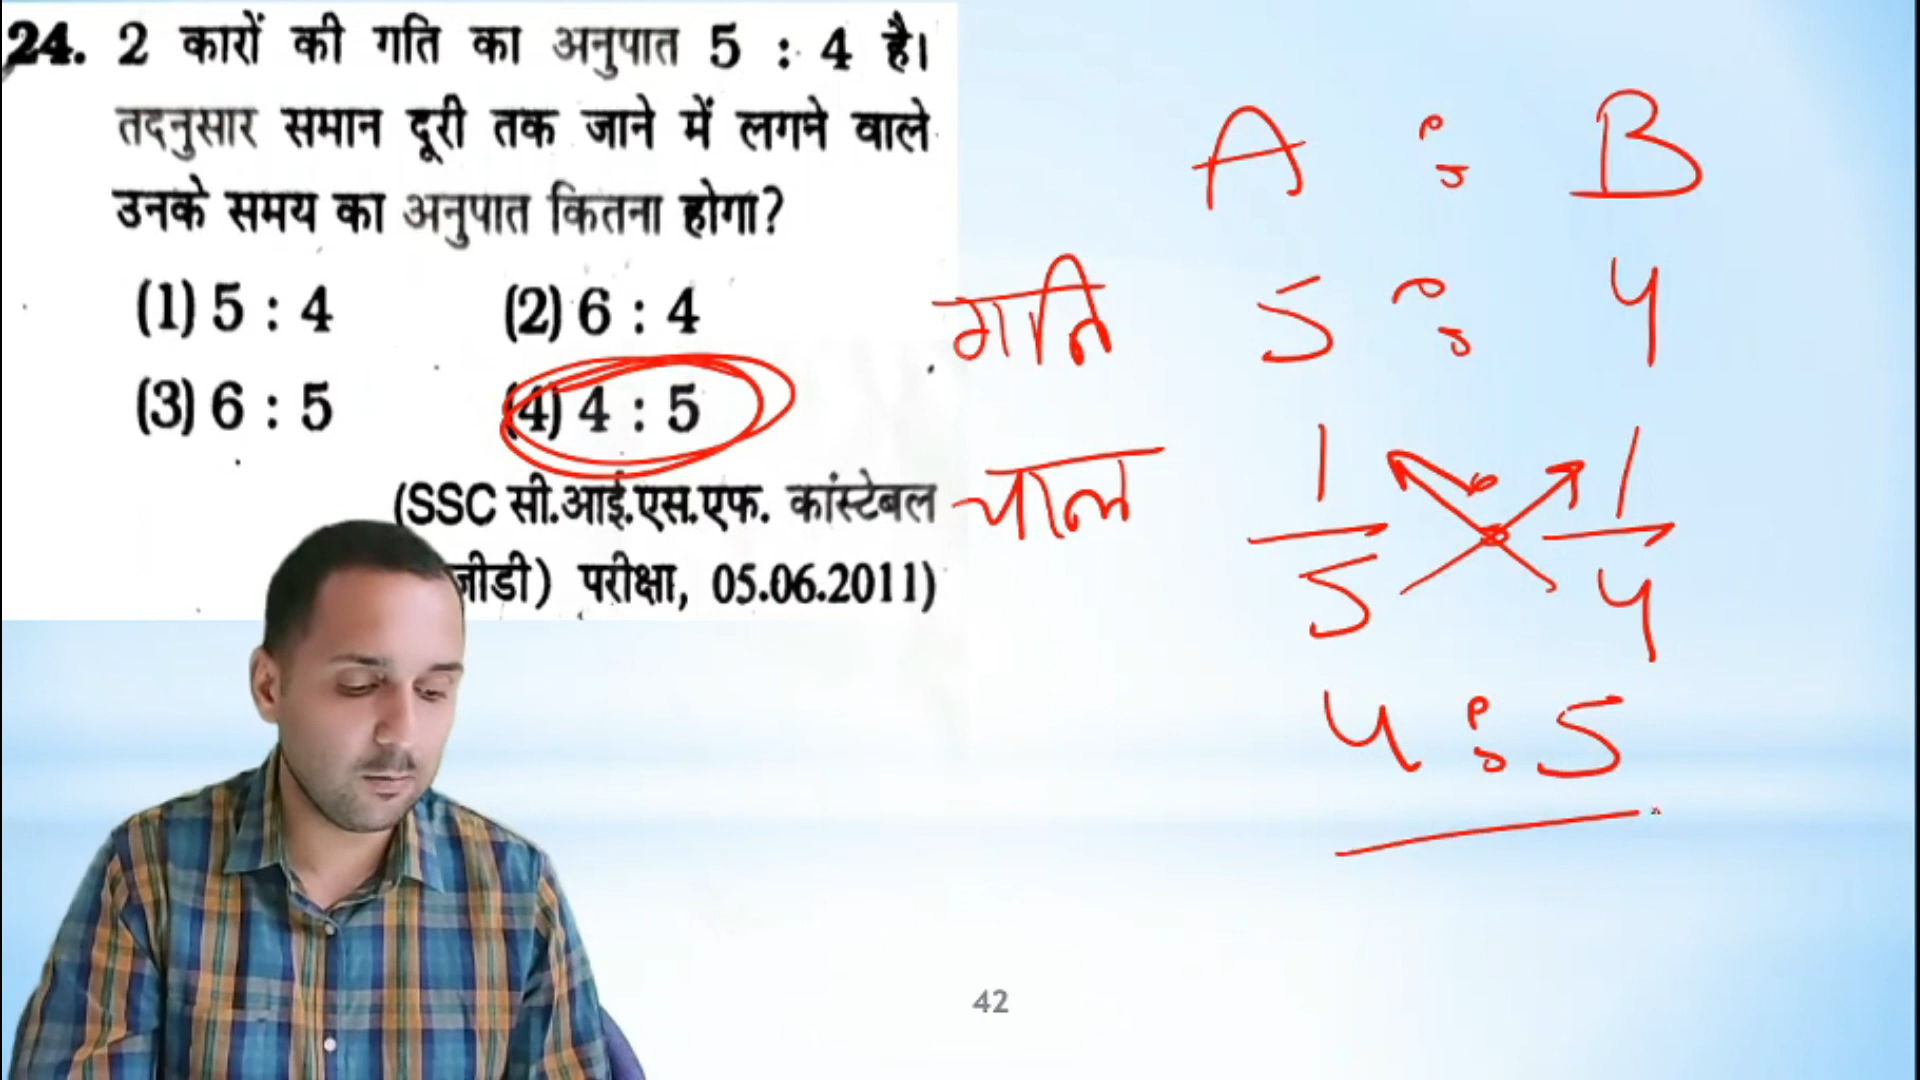 24. 2 कारों की गति का अनुपात 5 : 4 है।
तदनुसार समान दूरी तक जाने में लगने वाले
उनके समय का अनुपात कितना होगा?
(1) 5 : 4 (2) 6 : 4
(3) 6 : 5 (4) 4 : 5
(SSC सी.आई.एस.एफ. कांस्टेबल
जीडी) परीक्षा, 05.06.2011)
A : B
गति 5 : 4
चाल 1/5 : 1/4
4 : 5
42